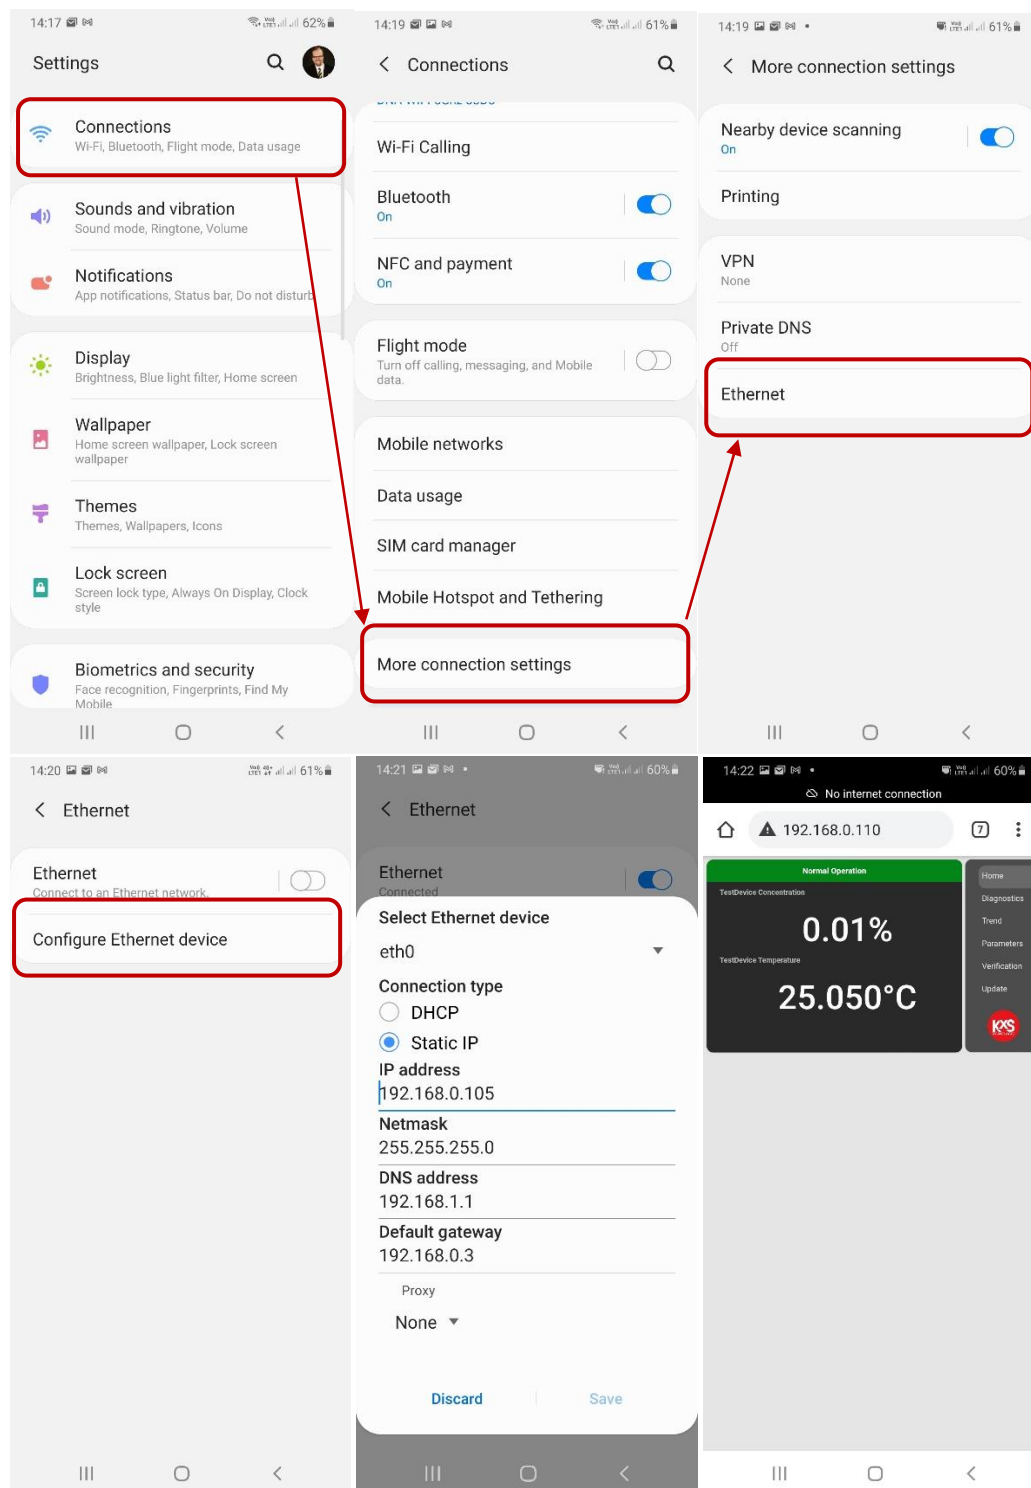 14:17
62%
Settings
Connections
Wi-Fi, Bluetooth, Flight mode, Data usage
Sounds and vibration
Sound mode, Ringtone, Volume
Notifications
App notifications, Status bar, Do not disturb
Display
Brightness, Blue light filter, Home screen
Wallpaper
Home screen wallpaper, Lock screen
wallpaper
Themes
Themes, Wallpapers, Icons
Lock screen
Screen lock type, Always On Display, Clock
style
Biometrics and security
Face recognition, Fingerprints, Find My
Mobile
14:19
61%
Connections
Wi-Fi Calling
Bluetooth
On
NFC and payment
On
Flight mode
Turn off calling, messaging, and Mobile
data.
Mobile networks
Data usage
SIM card manager
Mobile Hotspot and Tethering
More connection settings
14:19
61%
More connection settings
Nearby device scanning
On
Printing
VPN
None
Private DNS
Off
Ethernet
14:20
61%
Ethernet
Ethernet
Connect to an Ethernet network.
Configure Ethernet device
14:21
60%
Ethernet
Ethernet
Connected
Select Ethernet device
eth0
Connection type
DHCP
Static IP
IP address
192.168.0.105
Netmask
255.255.255.0
DNS address
192.168.1.1
Default gateway
192.168.0.3
Proxy
None
Discard
Save
14:22
60%
No internet connection
192.168.0.110
7
Normal Operation
TestDevice Concentration
0.01%
TestDevice Temperature
25.050°C
Home
Diagnostics
Trend
Parameters
Verification
Update
KXS